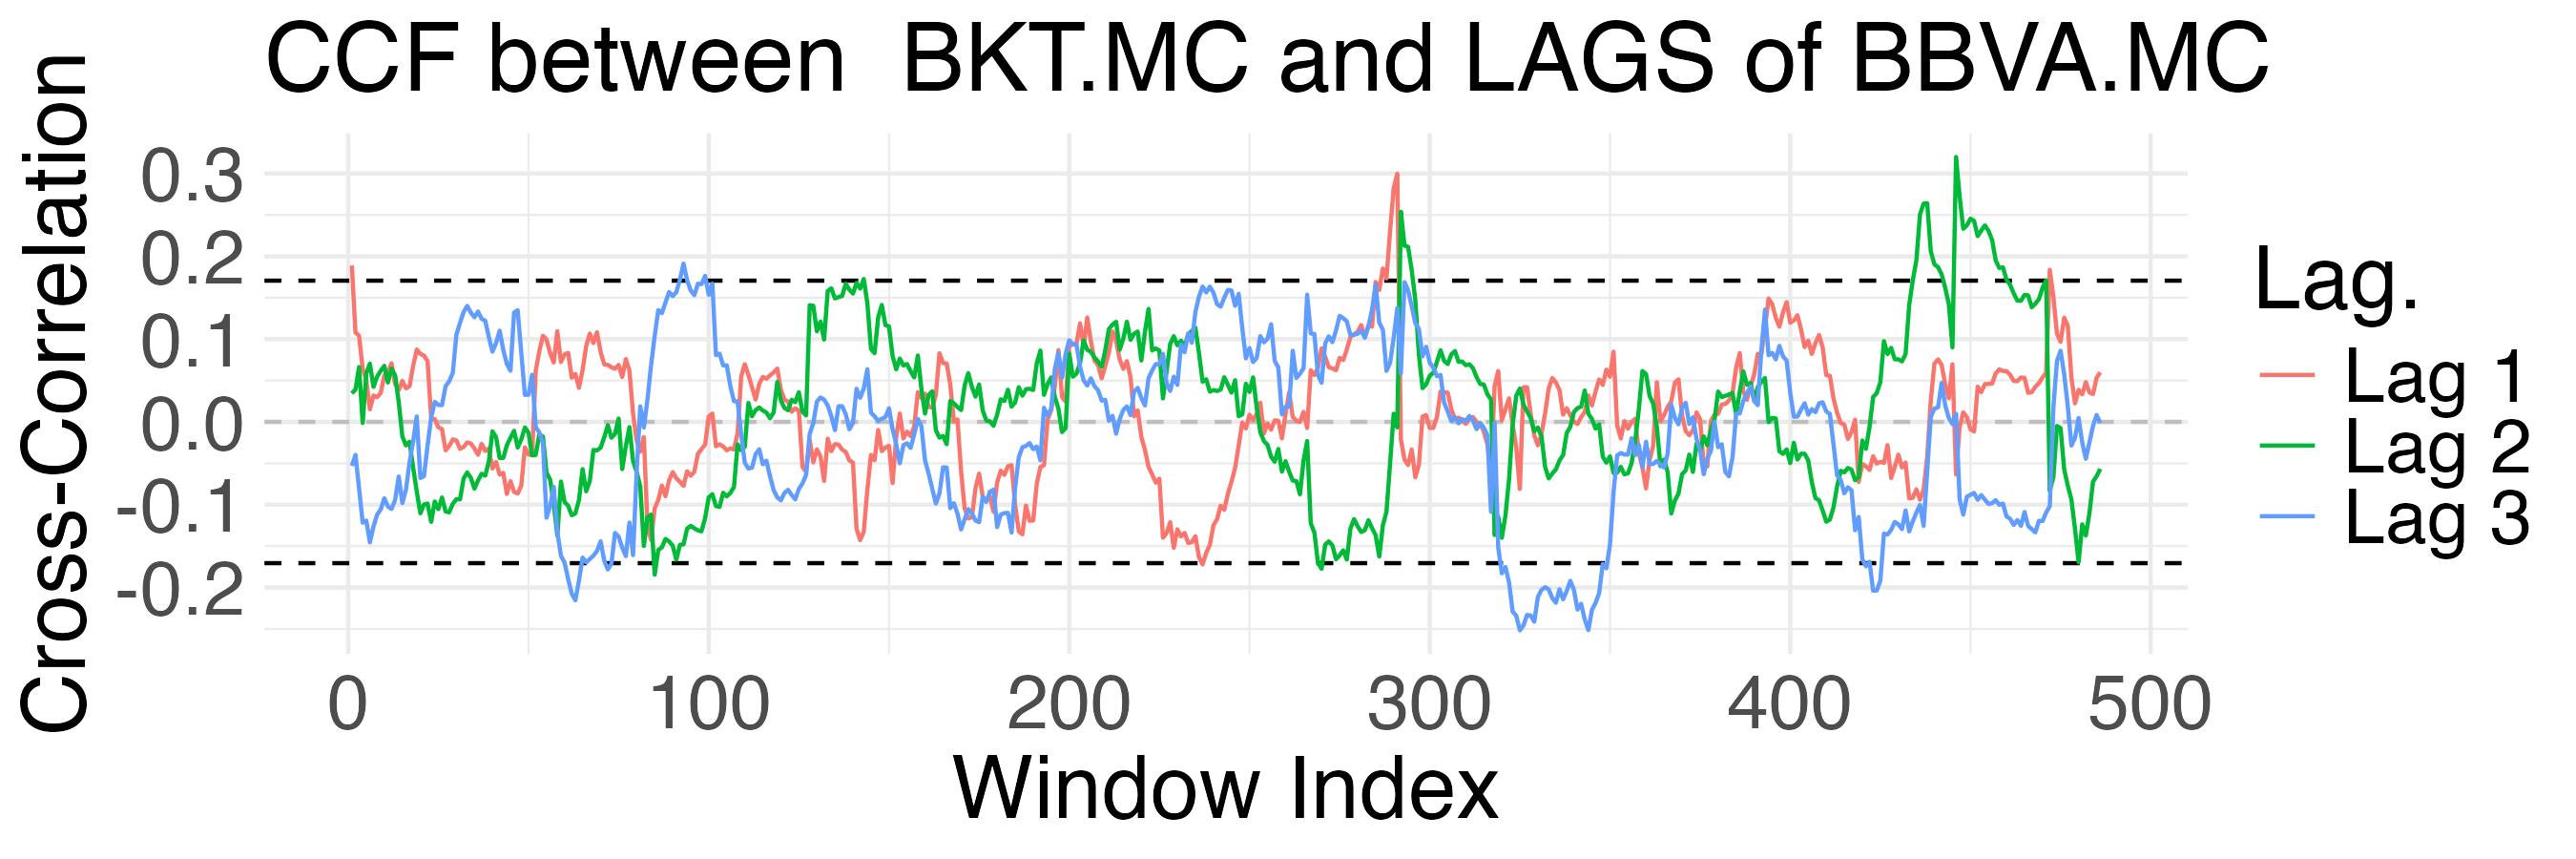 CCF between  BKT.MC and LAGS of BBVA.MC
Cross-Correlation
0.3
0.2
0.1
0.0
-0.1
-0.2
0 100 200 300 400 500
Window Index
Lag.
Lag 1
Lag 2
Lag 3